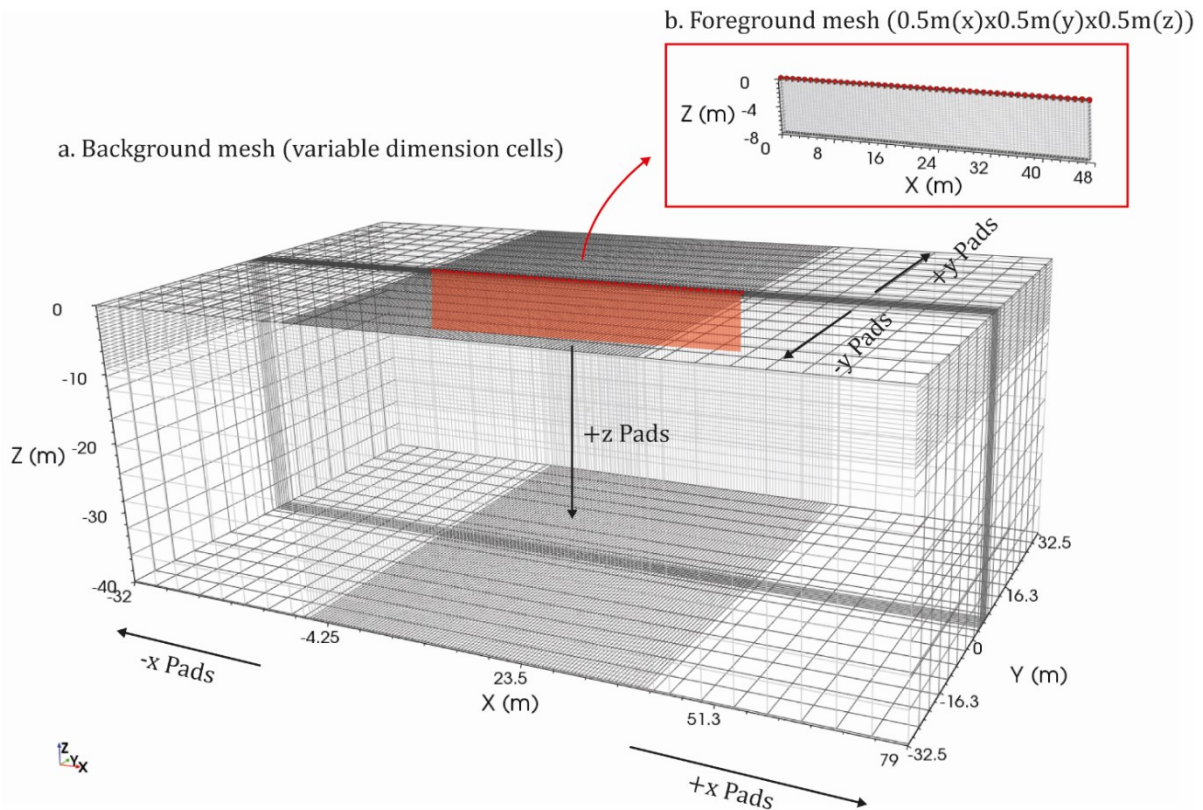 b. Foreground mesh (0.5m(x)x0.5m(y)x0.5m(z))
0
Z (m) -4
-8
0 8 16 24 32 40 48
X (m)
a. Background mesh (variable dimension cells)
+y Pads
-y Pads
0
-10
Z (m) -20
-30
-40
+z Pads
-32 -4.25 23.5 51.3 79
X (m)
-x Pads
+x Pads
32.5
16.3
0
-16.3
-32.5
Y (m)
Z
Y
X